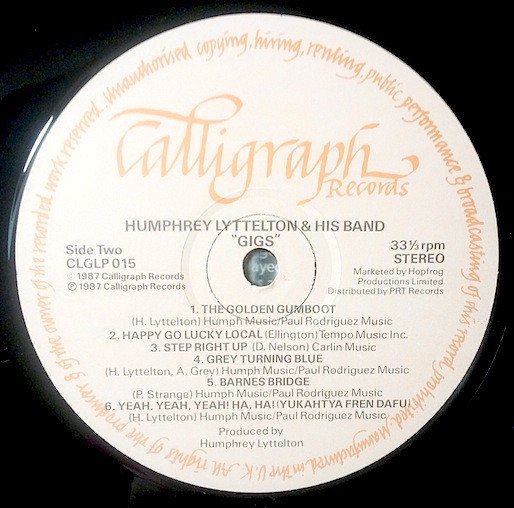 Calligraph
Records
HUMPHREY LYTTELTON & HIS BAND
"GIGS"
Side Two
CLGLP 015
© 1987 Calligraph Records
℗ 1987 Calligraph Records
33⅓ rpm
STEREO
Marketed by Hopfrog
Productions Limited
Distributed by PRT Records
1. THE GOLDEN GUMBOOT
(H. Lyttelton) Humph Music/Paul Rodriguez Music
2. HAPPY GO LUCKY LOCAL (Ellington) Tempo Music Inc.
3. STEP RIGHT UP (D. Nelson) Carlin Music
4. GREY TURNING BLUE
(H. Lyttelton, A. Grey) Humph Music/Paul Rodriguez Music
5. BARNES BRIDGE
(P. Strange) Humph Music/Paul Rodriguez Music
6. YEAH, YEAH, YEAH! HA, HA! (YUKAHTYA FREN DAFU)
(H. Lyttelton) Humph Music/Paul Rodriguez Music
Produced by
Humphrey Lyttelton
All rights of the producer & of the owner of the recorded work reserved. Unauthorised copying, hiring, renting, public performance & broadcasting of this record prohibited. Manufactured in the U.K.